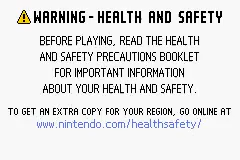 WARNING - HEALTH AND SAFETY
BEFORE PLAYING, READ THE HEALTH
AND SAFETY PRECAUTIONS BOOKLET
FOR IMPORTANT INFORMATION
ABOUT YOUR HEALTH AND SAFETY.
TO GET AN EXTRA COPY FOR YOUR REGION, GO ONLINE AT
www.nintendo.com/healthsafety/